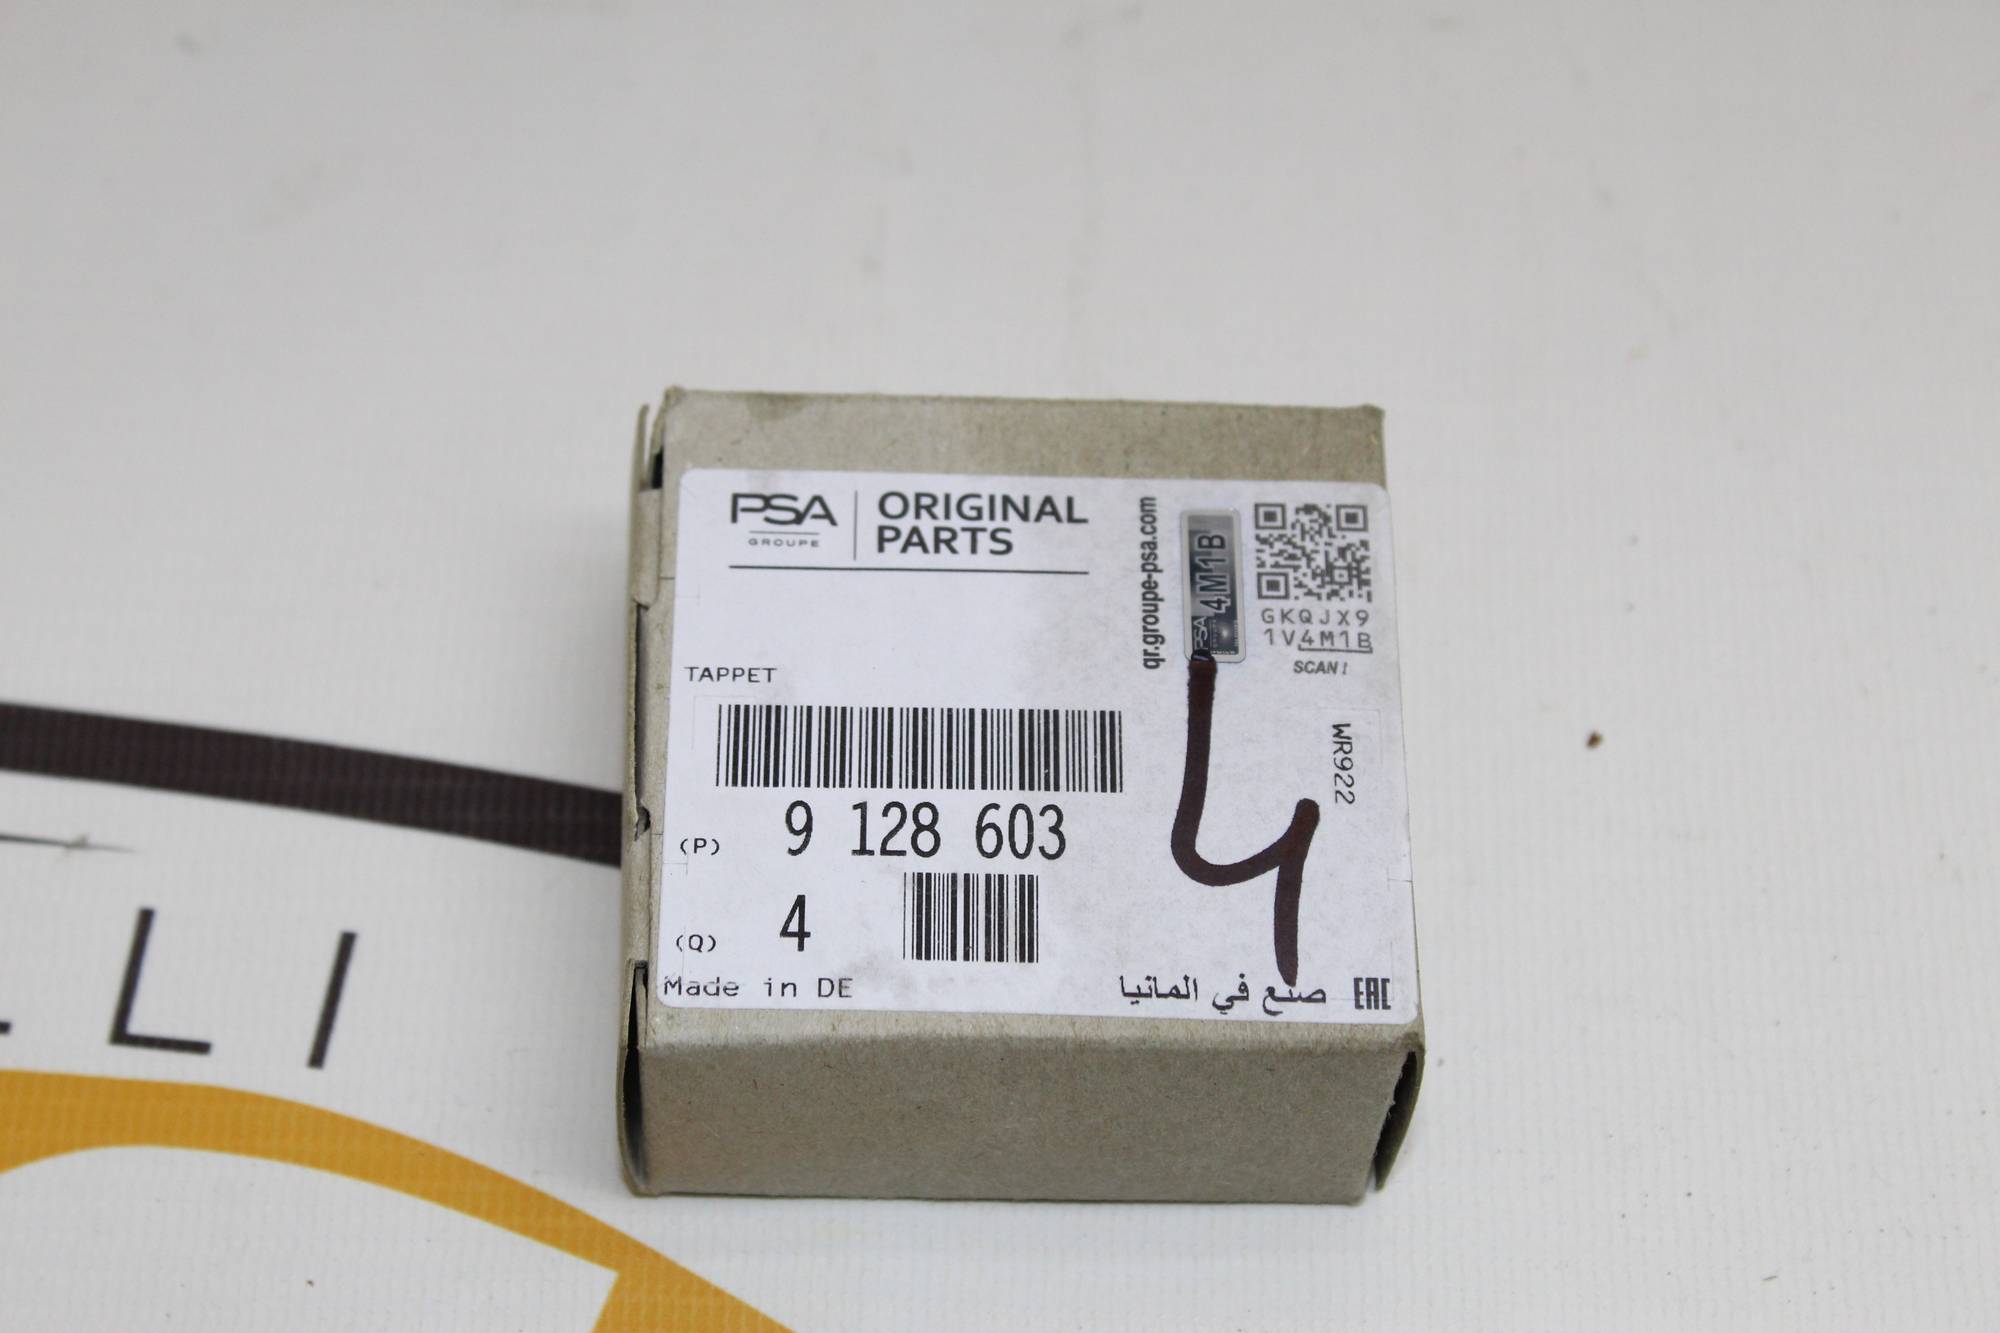 PSA
GROUPE
ORIGINAL
PARTS
qr.groupe-psa.com
PSA
4M1B
GKQJX9
1V4M1B
SCAN!
TAPPET
WR922
(P) 9 128 603
(Q) 4
4
Made in DE
صنع في المانيا
EAC
LI